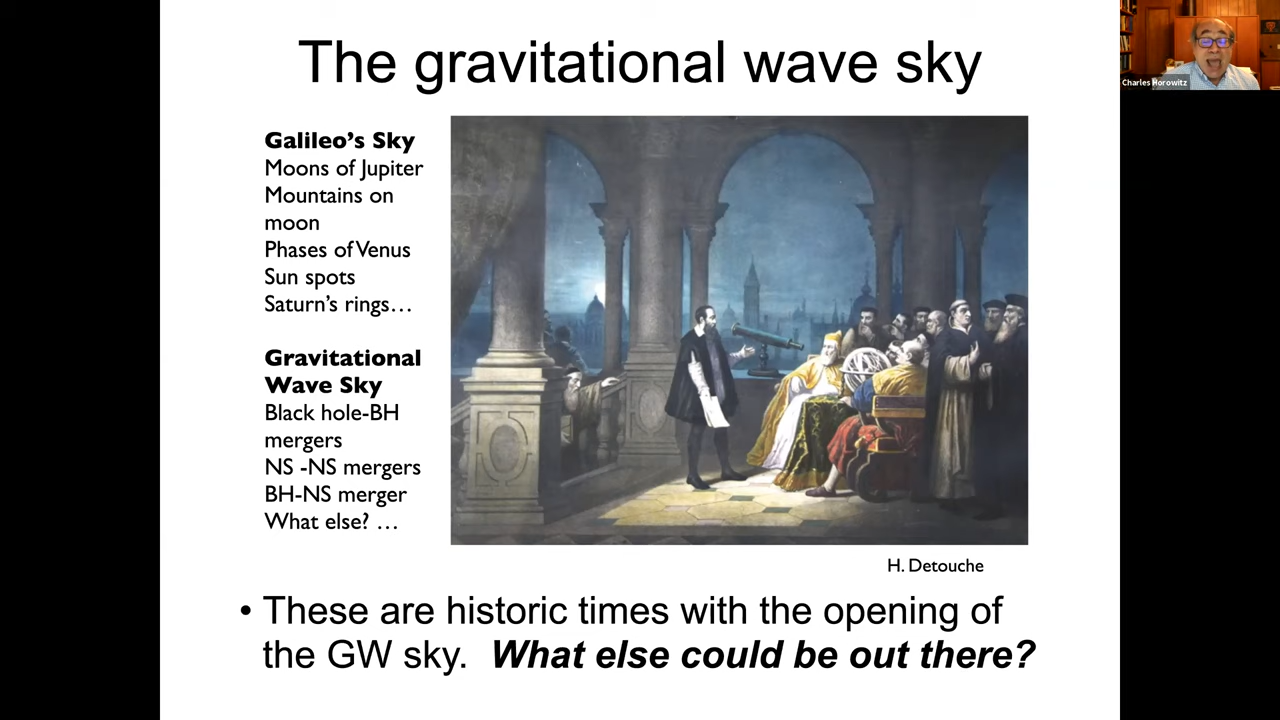 The gravitational wave sky
Galileo's Sky
Moons of Jupiter
Mountains on
moon
Phases of Venus
Sun spots
Saturn's rings…
Gravitational
Wave Sky
Black hole-BH
mergers
NS -NS mergers
BH-NS merger
What else? …
H. Detouche
• These are historic times with the opening of
the GW sky. What else could be out there?
Charles Horowitz